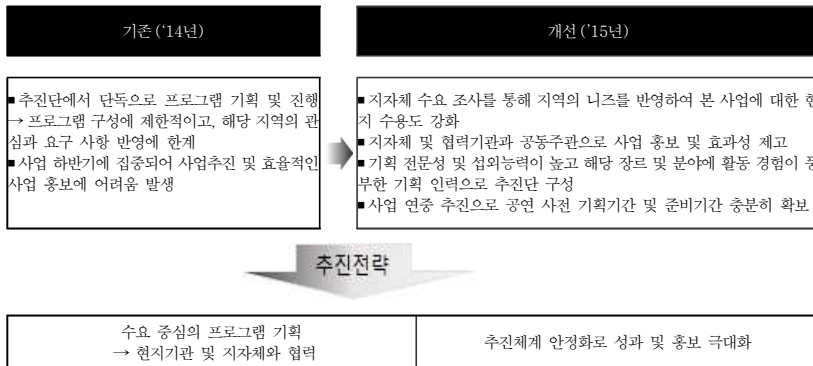 기존 (‘14년)
개선 (’15년)
■ 추진단에서 단독으로 프로그램 기획 및 진행
→ 프로그램 구성에 제한적이고, 해당 지역의 관
심과 요구 사항 반영에 한계
■ 사업 하반기에 집중되어 사업추진 및 효율적인
사업 홍보에 어려움 발생
■ 지자체 수요 조사를 통해 지역의 니즈를 반영하여 본 사업에 대한 현
지 수용도 강화
■ 지자체 및 협력기관과 공동주관으로 사업 홍보 및 효과성 제고
■ 기획 전문성 및 섭외능력이 높고 해당 장르 및 분야에 활동 경험이 풍
부한 기획 인력으로 추진단 구성
■ 사업 연중 추진으로 공연 사전 기획기간 및 준비기간 충분히 확보
추진전략
수요 중심의 프로그램 기획
→ 현지기관 및 지자체와 협력
추진체계 안정화로 성과 및 홍보 극대화